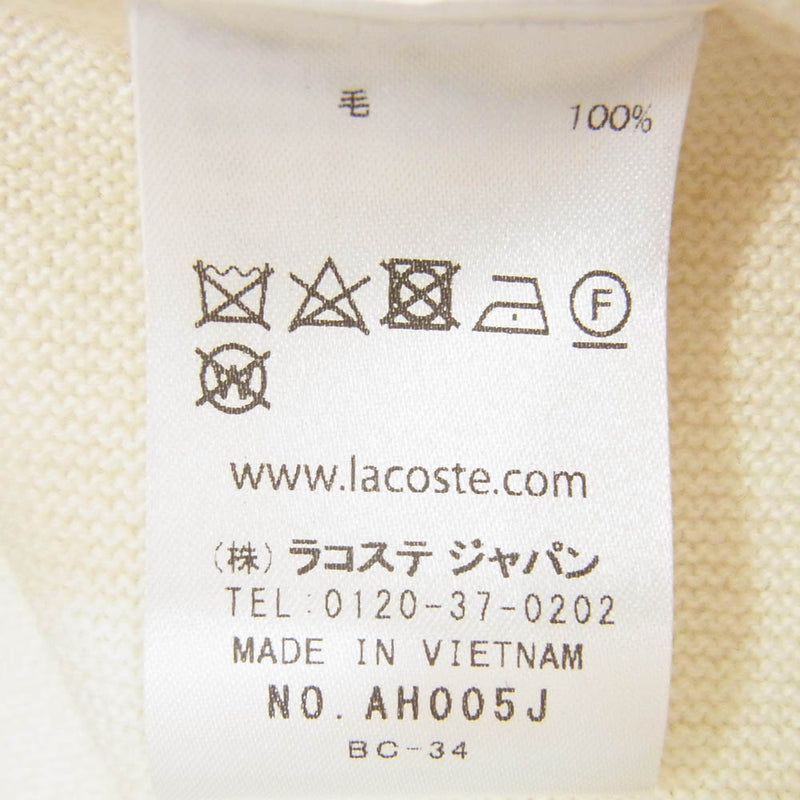 毛 100%
F
W
www.lacoste.com
(株) ラコステ ジャパン
TEL:0120-37-0202
MADE IN VIETNAM
NO. AH005J
BC-34